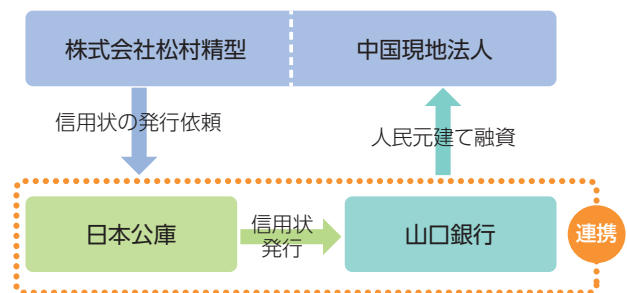 株式会社松村精型
中国現地法人
信用状の発行依頼
人民元建て融資
日本公庫
信用状
発行
山口銀行
連携